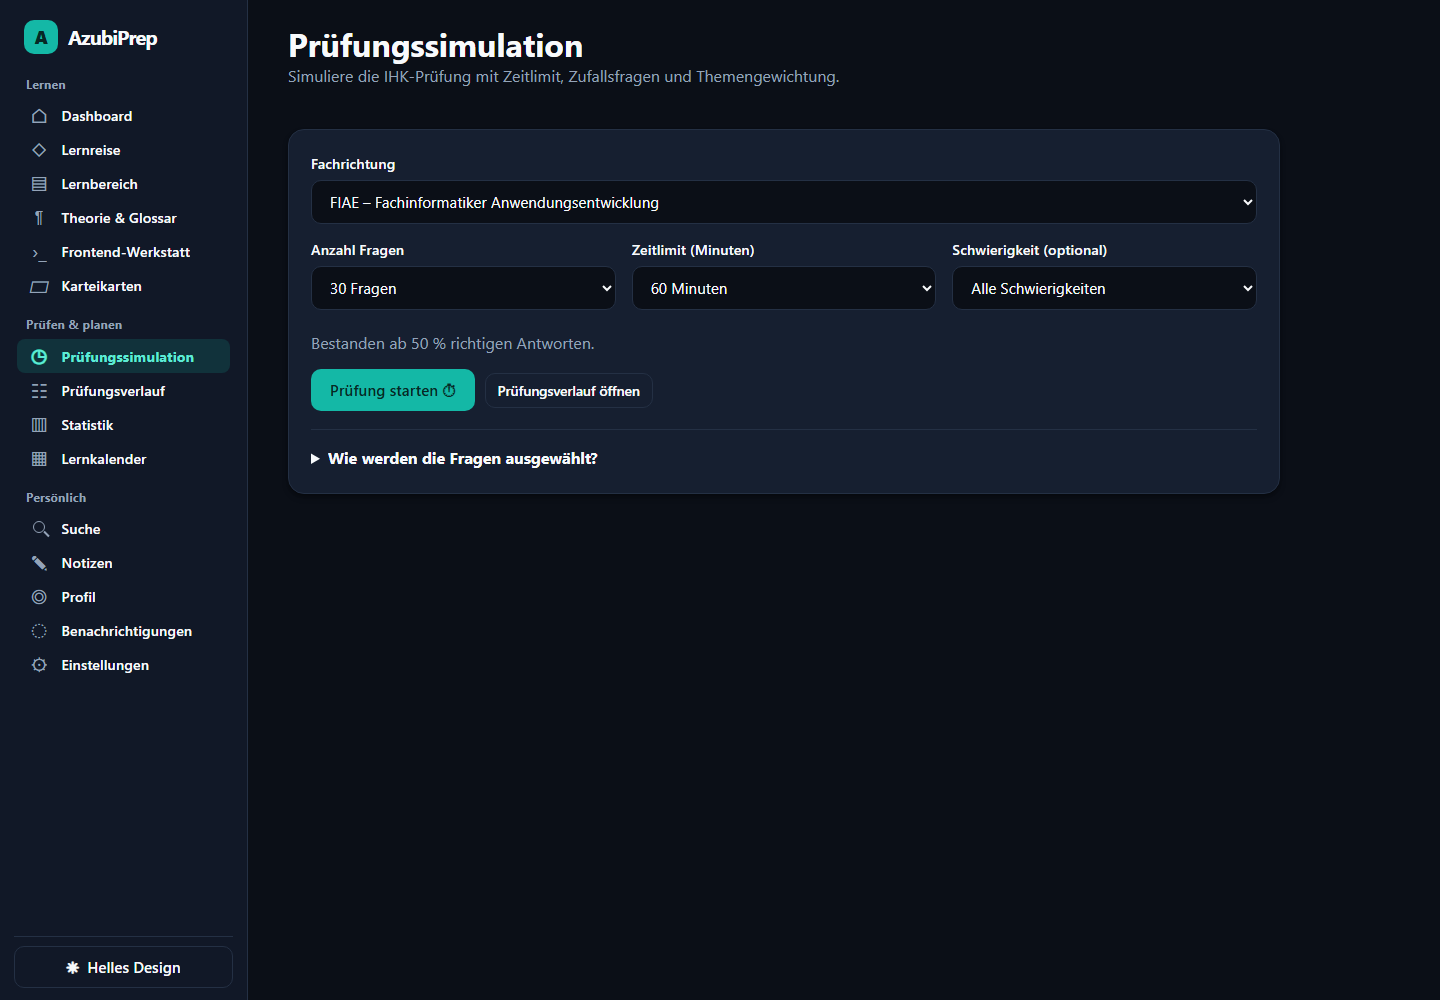 A AzubiPrep
Lernen
Dashboard
Lernreise
Lernbereich
¶ Theorie & Glossar
›_ Frontend-Werkstatt
Karteikarten
Prüfen & planen
Prüfungssimulation
Prüfungsverlauf
Statistik
Lernkalender
Persönlich
Suche
Notizen
Profil
Benachrichtigungen
Einstellungen
Helles Design
Prüfungssimulation
Simuliere die IHK-Prüfung mit Zeitlimit, Zufallsfragen und Themengewichtung.
Fachrichtung
FIAE – Fachinformatiker Anwendungsentwicklung
Anzahl Fragen
30 Fragen
Zeitlimit (Minuten)
60 Minuten
Schwierigkeit (optional)
Alle Schwierigkeiten
Bestanden ab 50 % richtigen Antworten.
Prüfung starten ⏱
Prüfungsverlauf öffnen
Wie werden die Fragen ausgewählt?